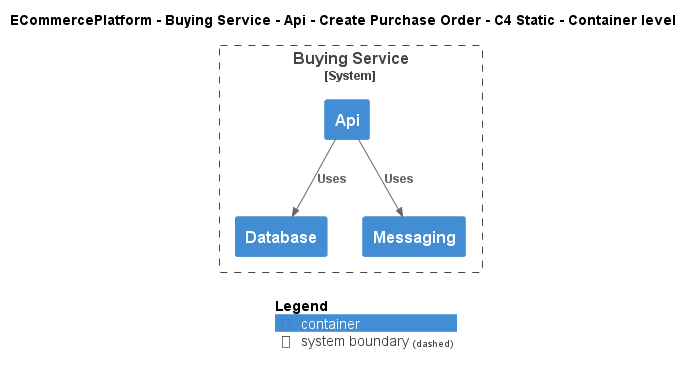 ECommercePlatform - Buying Service - Api - Create Purchase Order - C4 Static - Container level
Buying Service
[System]
Api
Uses
Uses
Database
Messaging
Legend
container
system boundary (dashed)